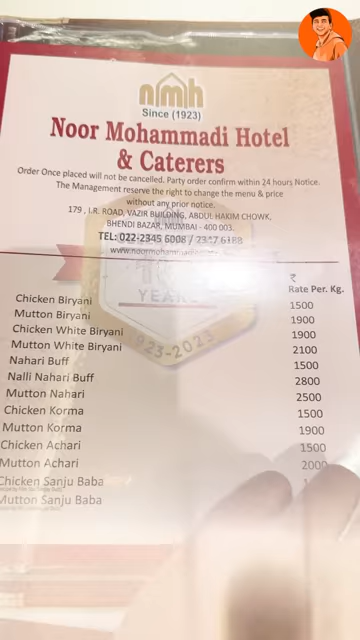 nmh
Since (1923)
Noor Mohammadi Hotel
& Caterers
Order Once placed will not be cancelled. Party order confirm within 24 hours Notice.
The Management reserve the right to change the menu & price
without any prior notice.
179 , I.R. ROAD, VAZIR BUILDING, ABDUL HAKIM CHOWK,
BHENDI BAZAR, MUMBAI - 400 003.
TEL: 022-2345 6008 / 2347 6188
YEARS
1923-2023
₹
Rate Per. Kg.
Chicken Biryani 1500
Mutton Biryani 1900
Chicken White Biryani 1900
Mutton White Biryani 2100
Nahari Buff 1500
Nalli Nahari Buff 2800
Mutton Nahari 2500
Chicken Korma 1500
Mutton Korma 1900
Chicken Achari 1500
Mutton Achari 2000
Chicken Sanju Baba
Mutton Sanju Baba